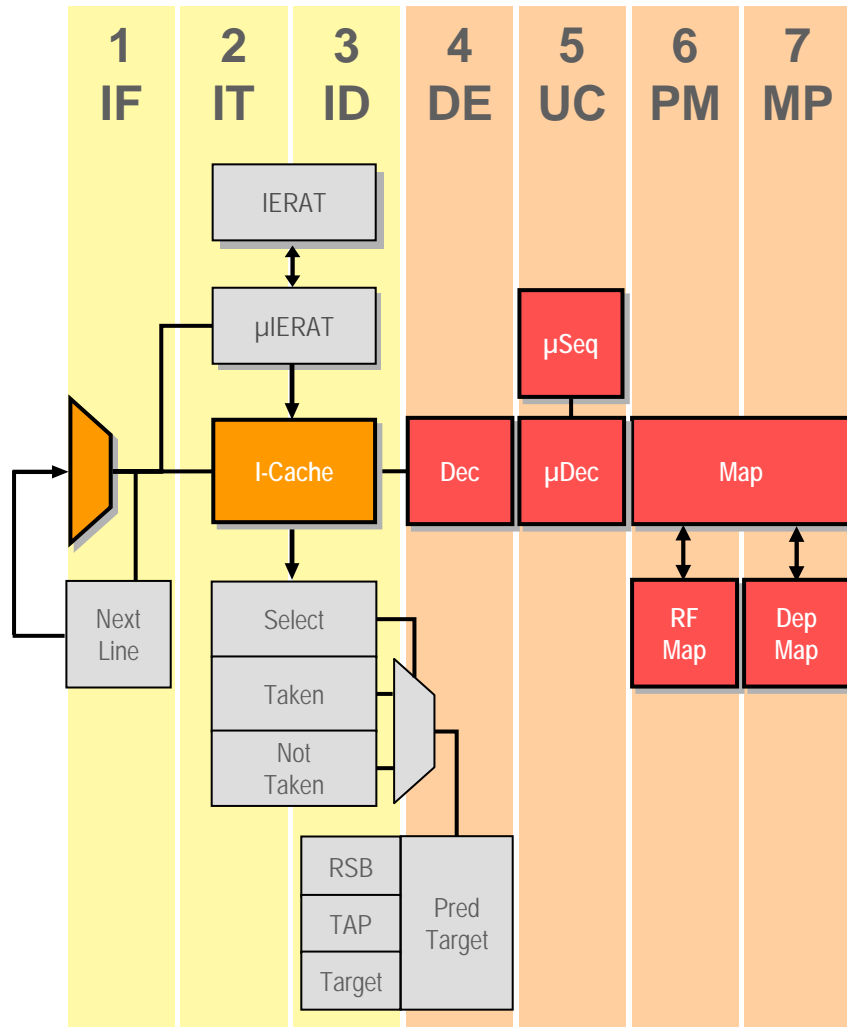 1 2 3 4 5 6 7
IF IT ID DE UC PM MP
IERAT
µIERAT
µSeq
I-Cache
Dec
µDec
Map
Next
Line
Select
Taken
Not
Taken
RF
Map
Dep
Map
RSB
TAP
Target
Pred
Target